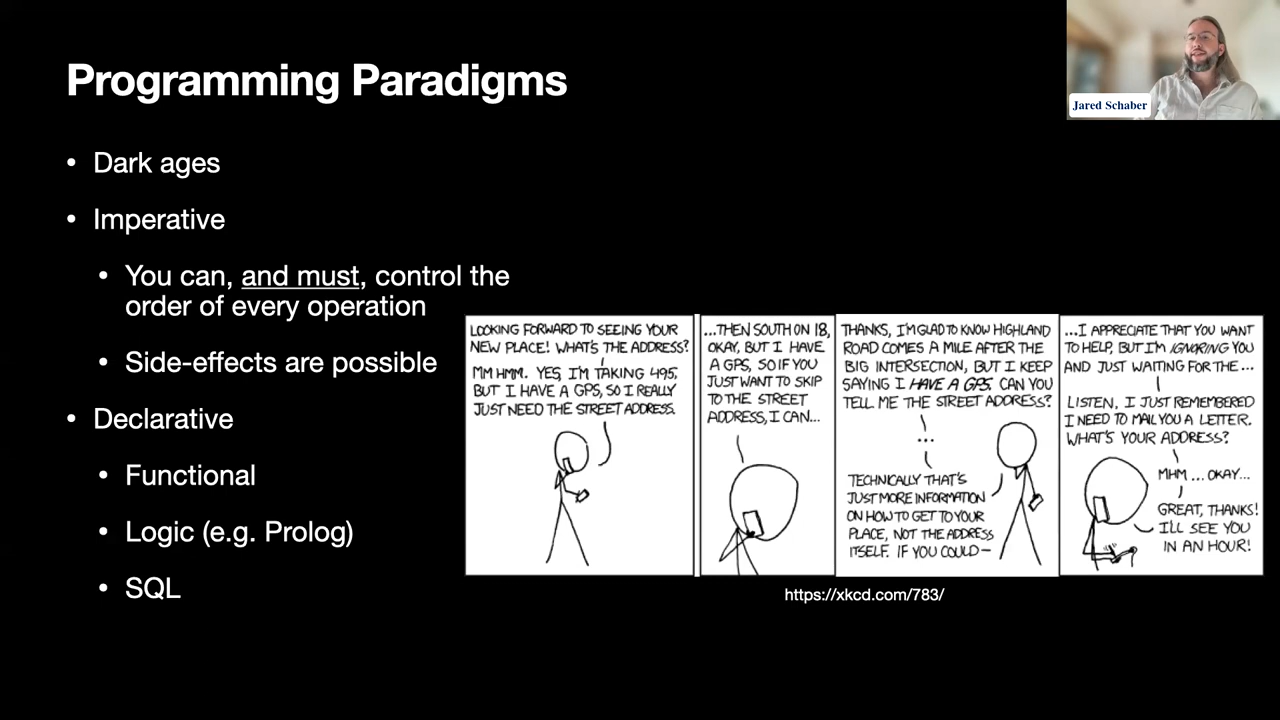 Programming Paradigms
Jared Schaber
• Dark ages
• Imperative
• You can, and must, control the
order of every operation
• Side-effects are possible
• Declarative
• Functional
• Logic (e.g. Prolog)
• SQL
LOOKING FORWARD TO SEEING YOUR
NEW PLACE! WHAT'S THE ADDRESS?
MM HMM. YES, I'M TAKING 495,
BUT I HAVE A GPS, SO I REALLY
JUST NEED THE STREET ADDRESS.
...THEN SOUTH ON 18,
OKAY, BUT I HAVE
A GPS, SO IF YOU
JUST WANT TO SKIP
TO THE STREET
ADDRESS, I CAN...
THANKS, I'M GLAD TO KNOW HIGHLAND
ROAD COMES A MILE AFTER THE
BIG INTERSECTION, BUT I KEEP
SAYING I HAVE A GPS. CAN YOU
TELL ME THE STREET ADDRESS?
...
TECHNICALLY THAT'S
JUST MORE INFORMATION
ON HOW TO GET TO YOUR
PLACE, NOT THE ADDRESS
ITSELF. IF YOU COULD—
...I APPRECIATE THAT YOU WANT
TO HELP, BUT I'M IGNORING YOU
AND JUST WAITING FOR THE...
LISTEN, I JUST REMEMBERED
I NEED TO MAIL YOU A LETTER.
WHAT'S YOUR ADDRESS?
MHM ... OKAY...
GREAT, THANKS!
I'LL SEE YOU
IN AN HOUR!
https://xkcd.com/783/